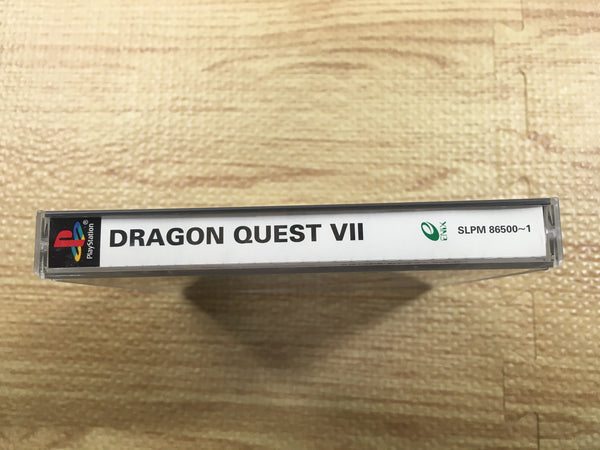 PlayStation®
DRAGON QUEST VII
ENIX
SLPM 86500~1